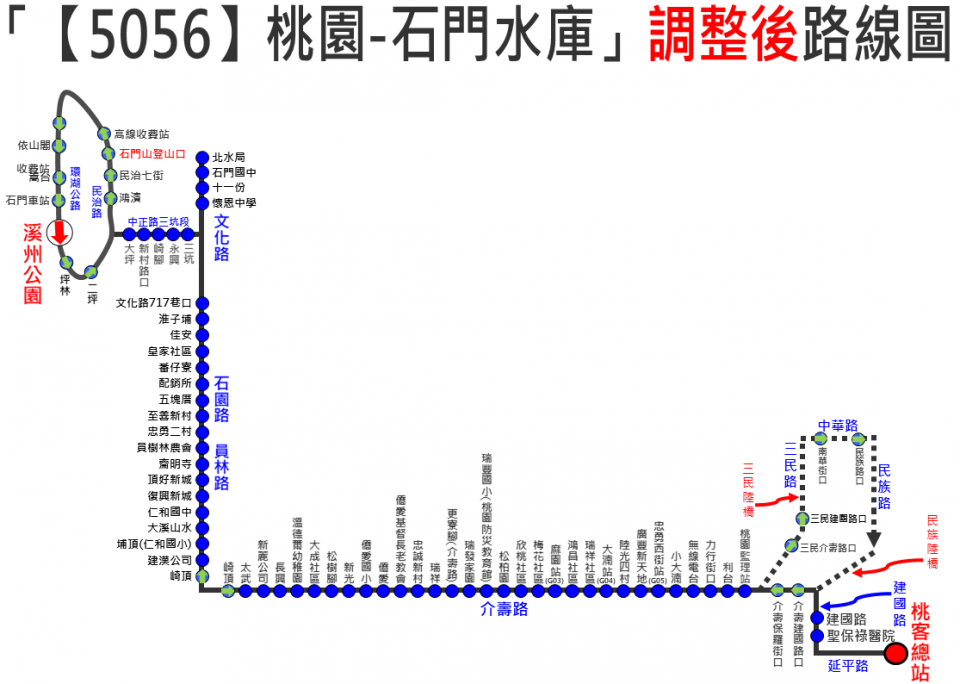 「【5056】桃園-石門水庫」調整後路線圖
高線收費站
石門山登山口
民治七街
鴻濱
依山閣
收費站
嵩台
石門車站
環湖公路
民治路
溪州公園
坪林
二坪
中正路三坑段
大坪
新村路口
崎腳
永興
三坑
北水局
石門國中
十一份
懷恩中學
文化路
文化路717巷口
淮子埔
佳安
皇家社區
番仔寮
配銷所
五塊厝
至善新村
忠勇二村
員樹林農會
齋明寺
頂好新城
復興新城
仁和國中
大溪山水
埔頂(仁和國小)
建漢公司
崎頂
石園路
員林路
崎頂
太武
新麗公司
長興
溫德爾幼稚園
大成社區
松樹腳
新光
僑愛國小
僑愛
僑愛基督長老教會
忠誠新村
瑞祥
更寮腳(介壽路)
瑞發家園
瑞豐國小(桃園防災教育館)
松柏園
欣桃社區
梅花社區
麻園站(G03)
鴻昌社區
瑞祥社區
大湳站(G04)
陸光四村
廣豐新天地
忠勇西街站(G05)
小大湳
無線電台
力行街口
利台
桃園監理站
介壽路
介壽保羅街口
介壽建國路口
三民介壽路口
三民建國路口
三民陸橋
三民路
中華路
南華街口
民族路口
民族路
民族陸橋
建國路
建國路
聖保祿醫院
延平路
桃客總站